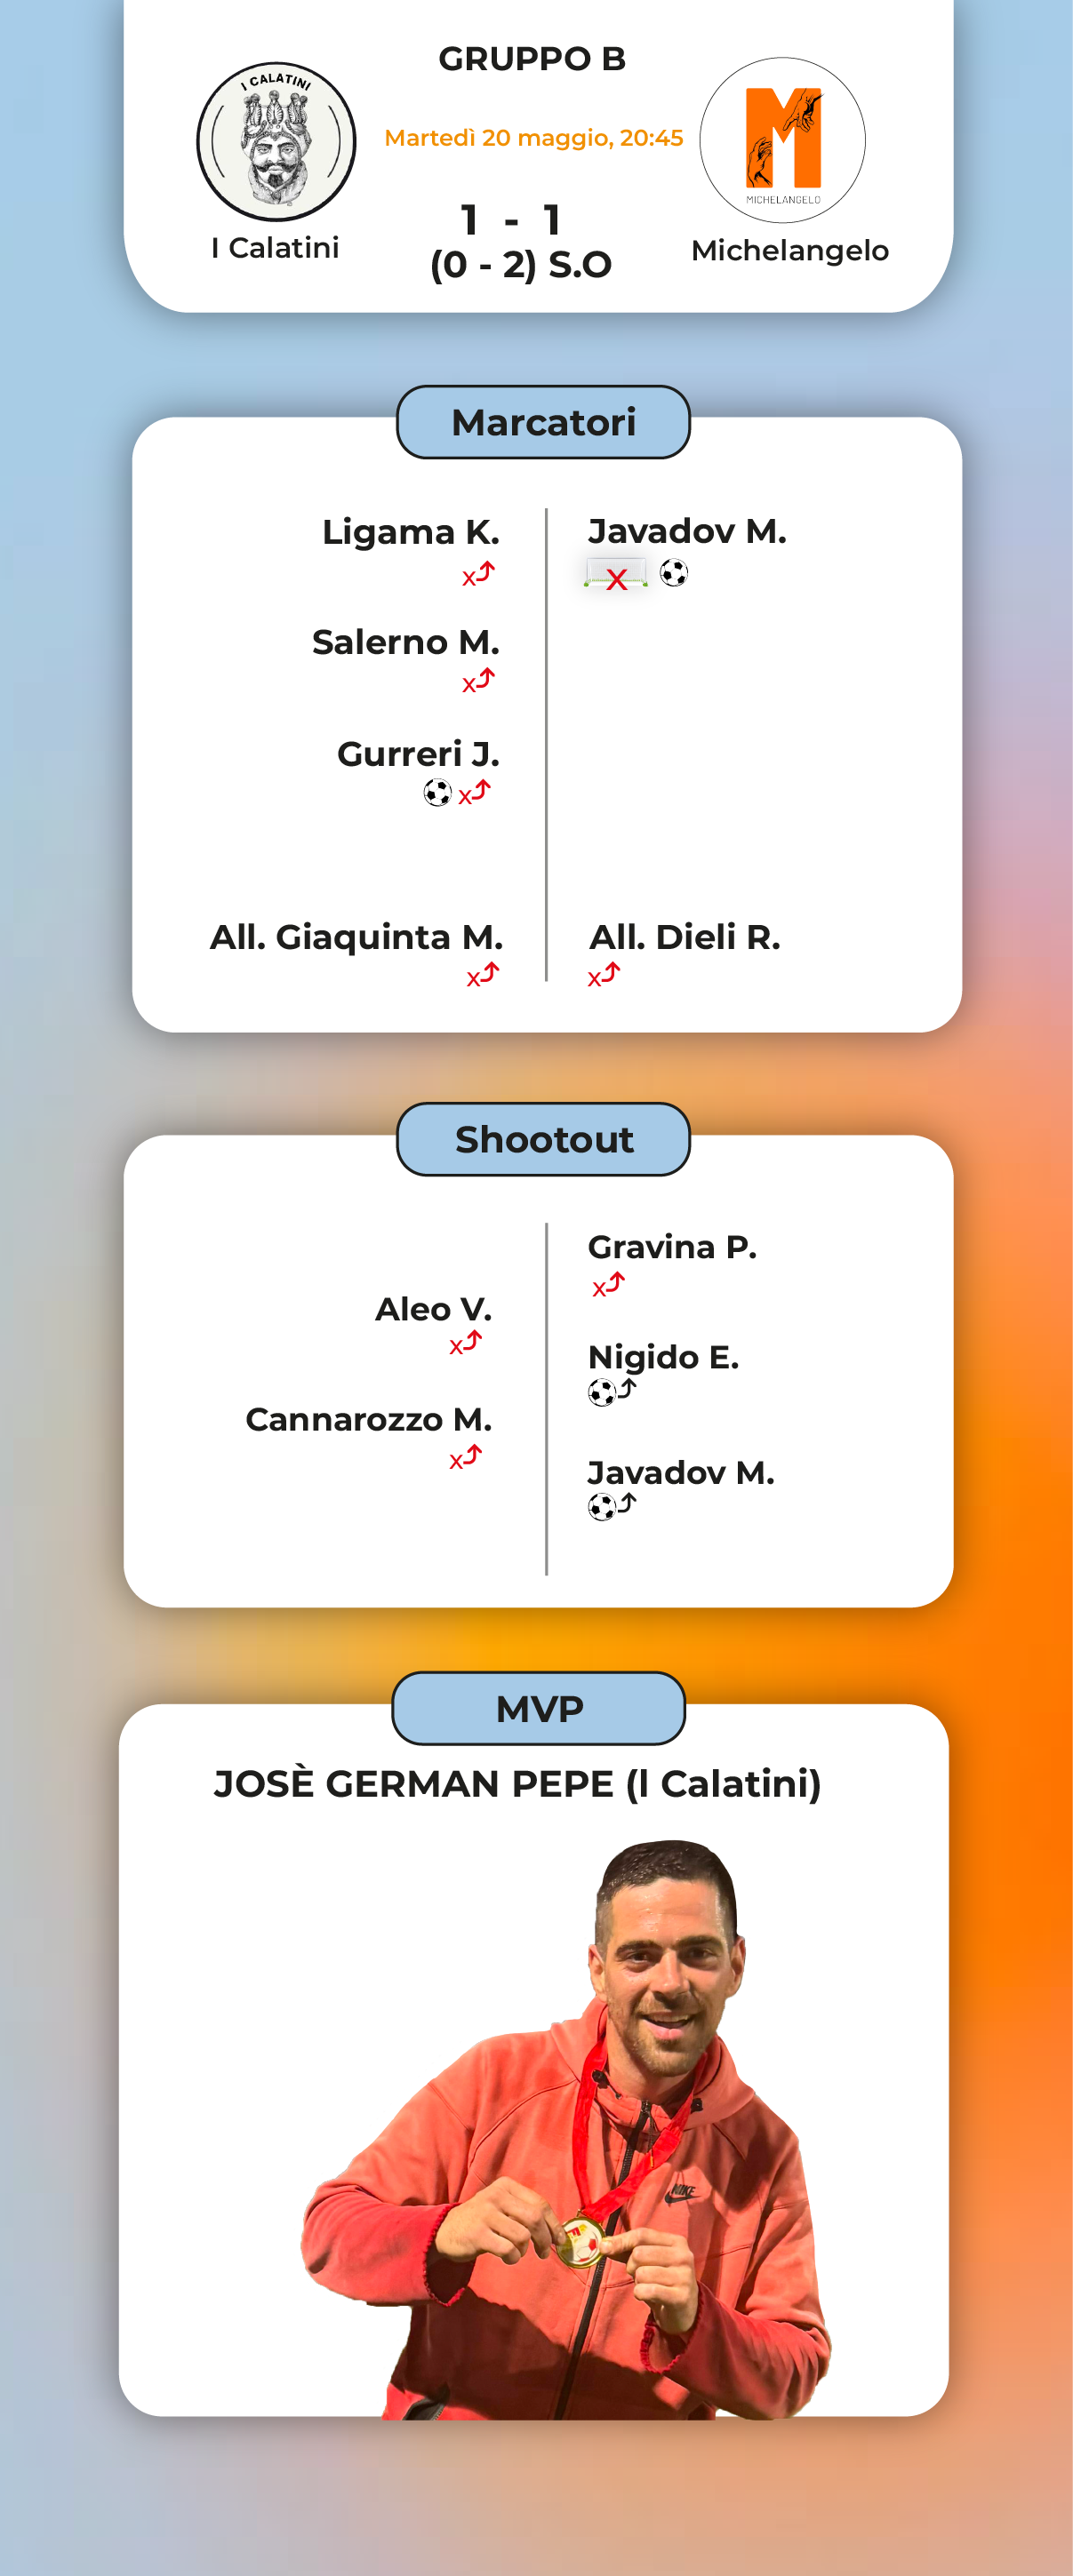 GRUPPO B
Martedì 20 maggio, 20:45
I CALATINI
MICHELANGELO
1 - 1
(0 - 2) S.O
I Calatini
Michelangelo
Marcatori
Ligama K.
x
Javadov M.
X
Salerno M.
x
Gurreri J.
x
All. Giaquinta M.
x
All. Dieli R.
x
Shootout
Gravina P.
x
Aleo V.
x
Nigido E.
Cannarozzo M.
x
Javadov M.
MVP
JOSÈ GERMAN PEPE (I Calatini)
NIKE